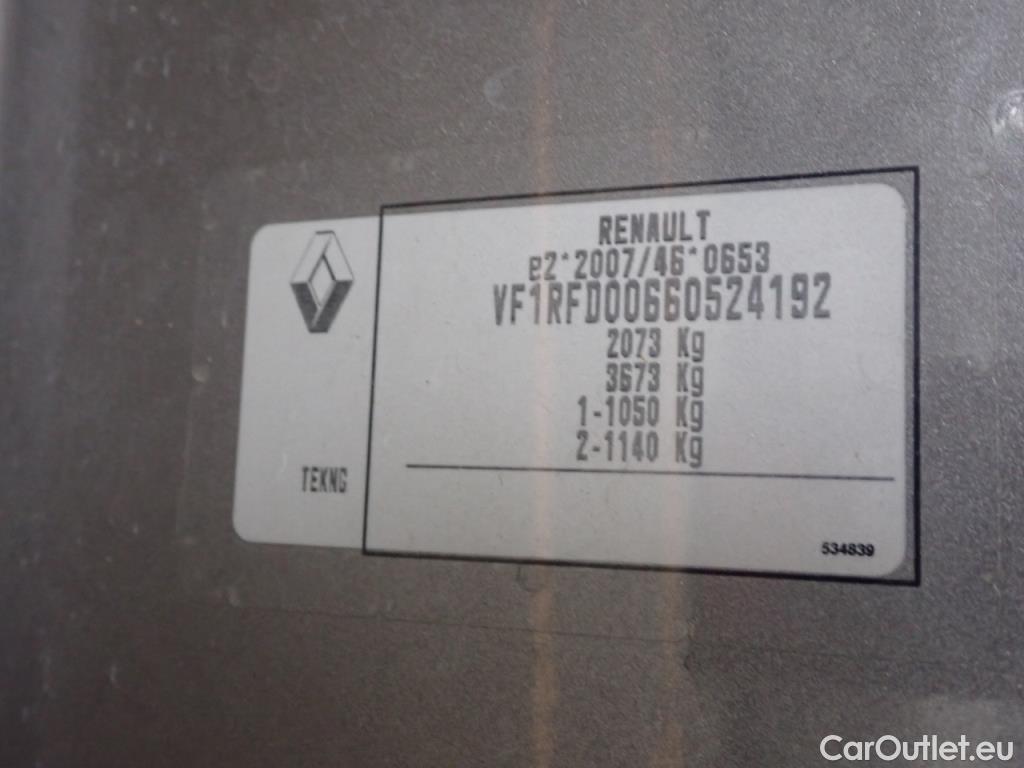 RENAULT
e2*2007/46*0653
VF1RFD00660524192
2073 Kg
3673 Kg
1-1050 Kg
2-1140 Kg
TEKNG
534839
CarOutlet.eu